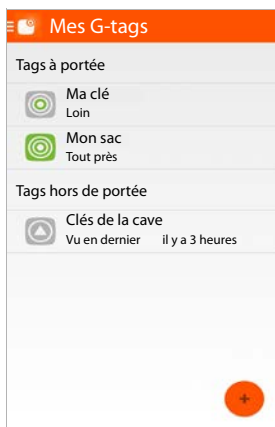 Mes G-tags
Tags à portée
Ma clé
Loin
Mon sac
Tout près
Tags hors de portée
Clés de la cave
Vu en dernier il y a 3 heures
+